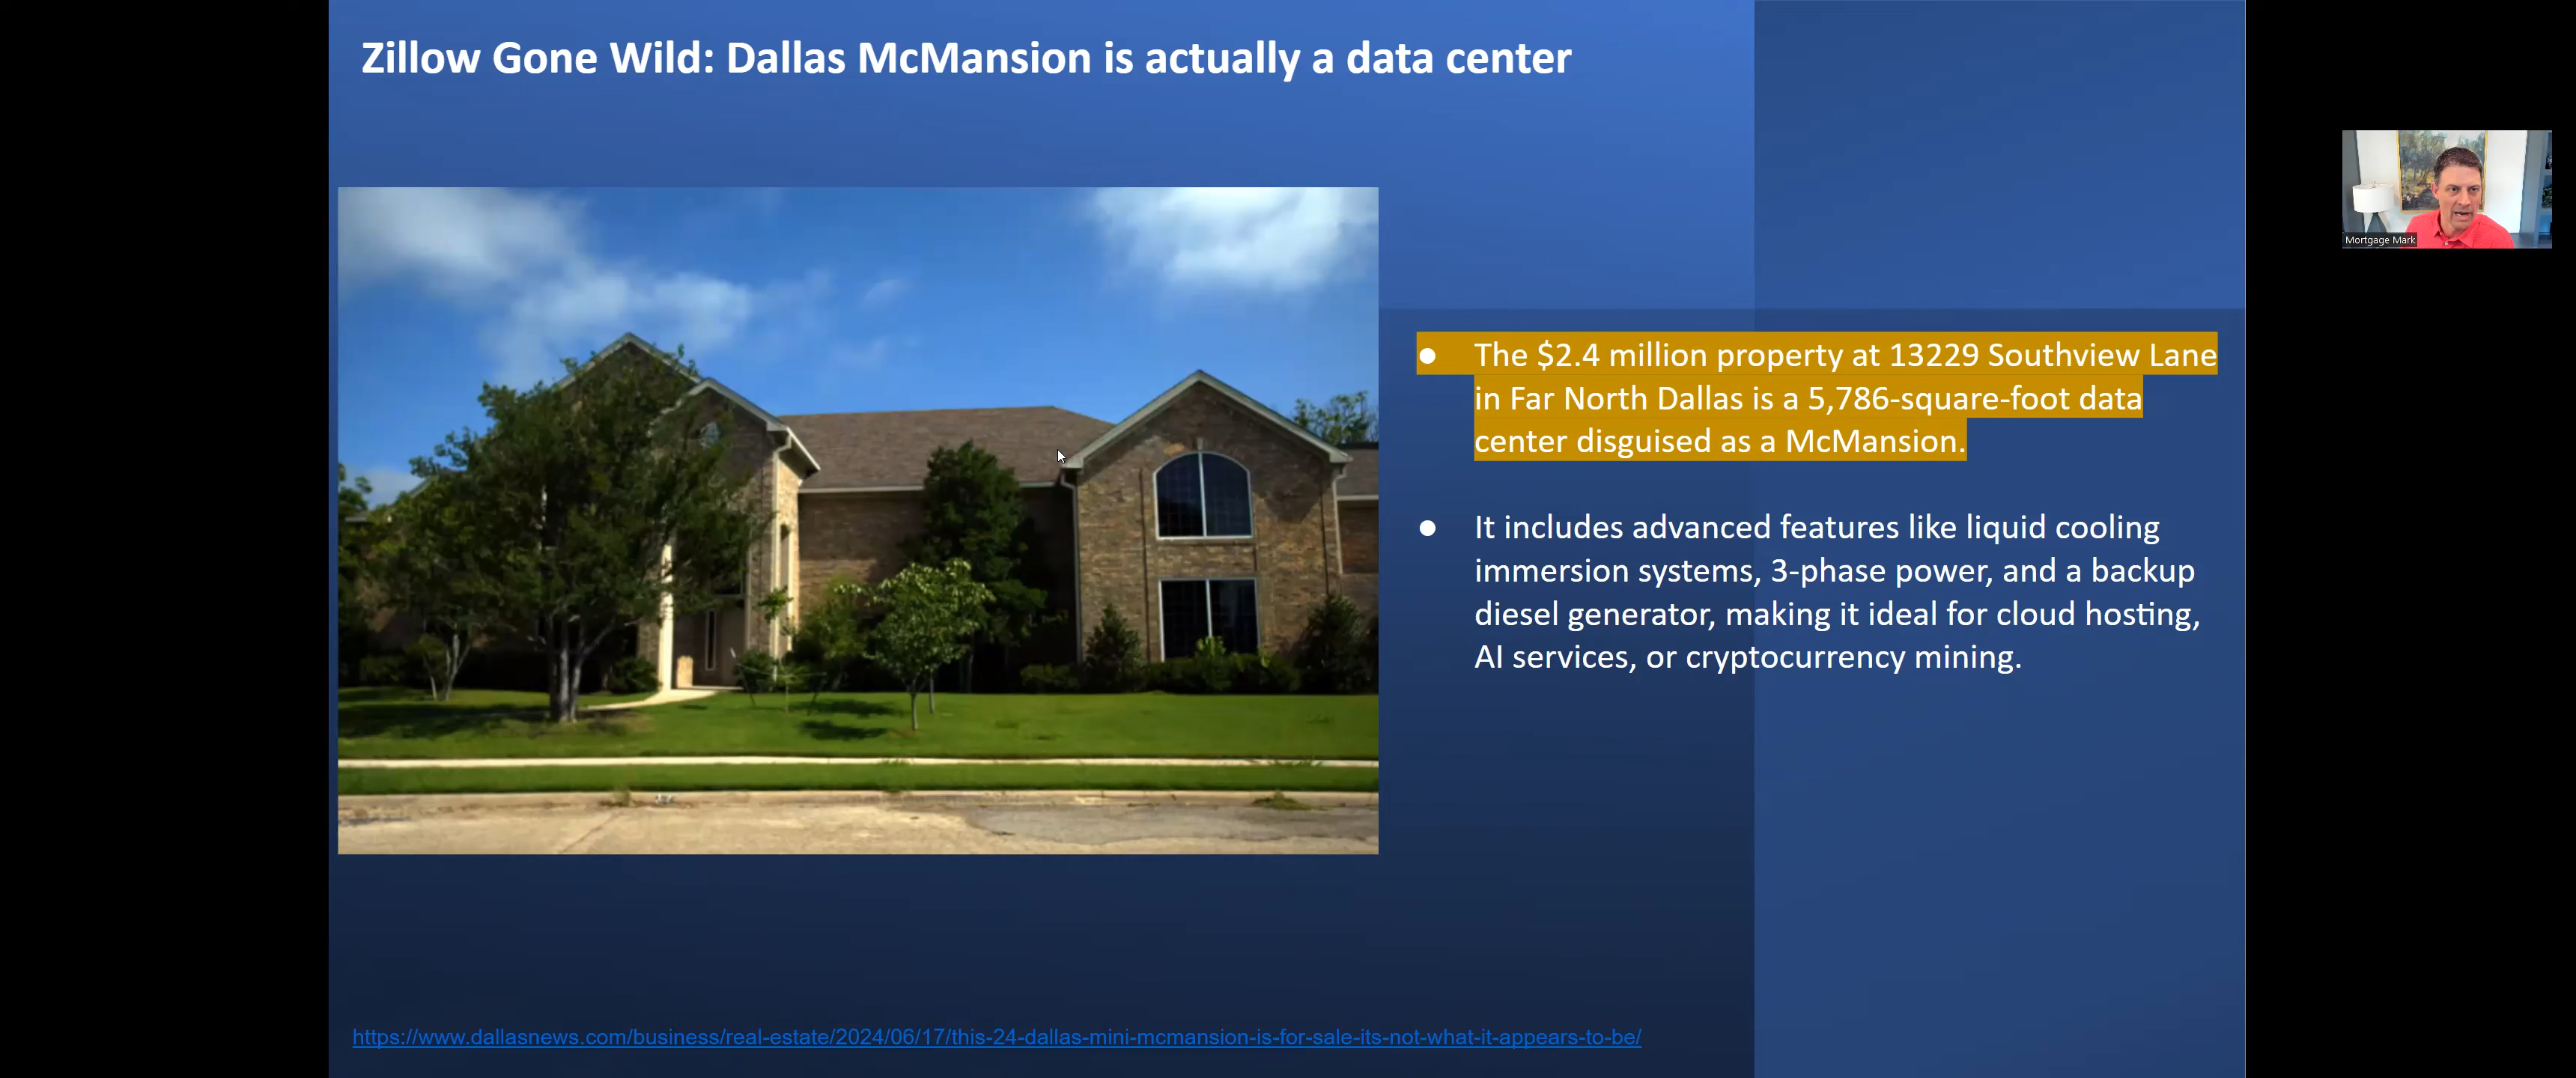 Zillow Gone Wild: Dallas McMansion is actually a data center
Mortgage Mark
● The $2.4 million property at 13229 Southview Lane
in Far North Dallas is a 5,786-square-foot data
center disguised as a McMansion.
● It includes advanced features like liquid cooling
immersion systems, 3-phase power, and a backup
diesel generator, making it ideal for cloud hosting,
AI services, or cryptocurrency mining.
https://www.dallasnews.com/business/real-estate/2024/06/17/this-24-dallas-mini-mcmansion-is-for-sale-its-not-what-it-appears-to-be/